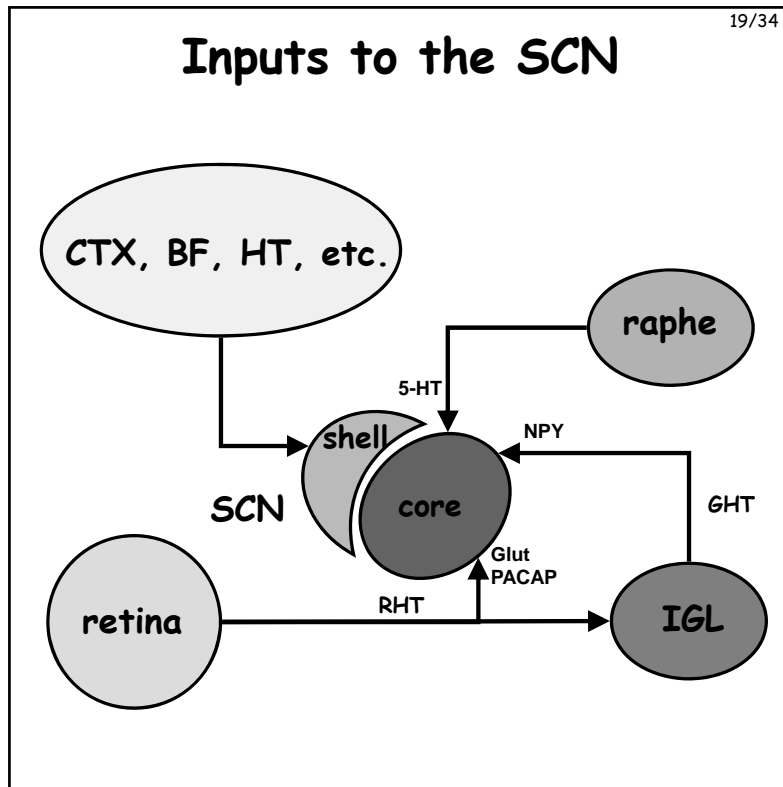 19/34
Inputs to the SCN
CTX, BF, HT, etc.
raphe
5-HT
shell
NPY
SCN
core
GHT
Glut
PACAP
RHT
retina
IGL